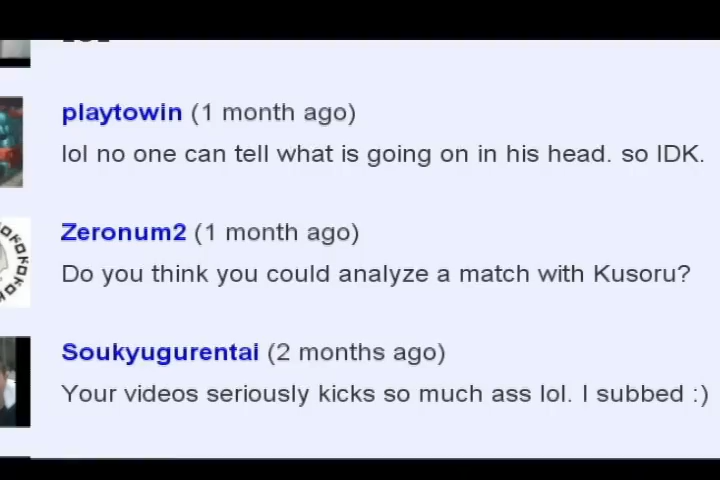 playtowin (1 month ago)
lol no one can tell what is going on in his head. so IDK.
Zeronum2 (1 month ago)
Do you think you could analyze a match with Kusoru?
Soukyugurentai (2 months ago)
Your videos seriously kicks so much ass lol. I subbed :)